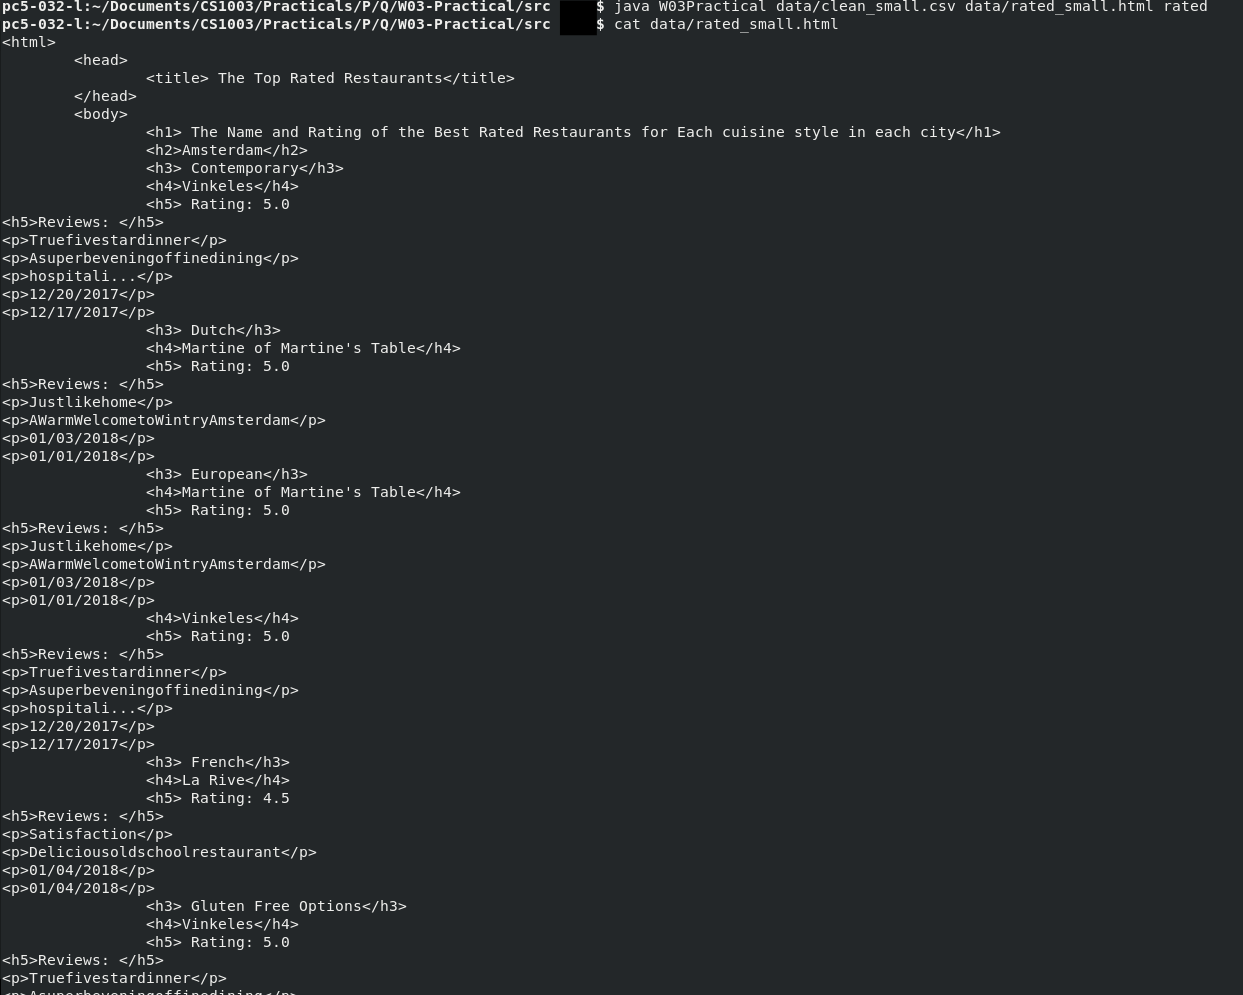 pc5-032-l:~/Documents/CS1003/Practicals/P/Q/W03-Practical/src $ java W03Practical data/clean_small.csv data/rated_small.html rated
pc5-032-l:~/Documents/CS1003/Practicals/P/Q/W03-Practical/src $ cat data/rated_small.html
<html>
<head>
<title> The Top Rated Restaurants</title>
</head>
<body>
<h1> The Name and Rating of the Best Rated Restaurants for Each cuisine style in each city</h1>
<h2>Amsterdam</h2>
<h3> Contemporary</h3>
<h4>Vinkeles</h4>
<h5> Rating: 5.0
<h5>Reviews: </h5>
<p>Truefivestardinner</p>
<p>Asuperbeveningoffinedining</p>
<p>hospitali...</p>
<p>12/20/2017</p>
<p>12/17/2017</p>
<h3> Dutch</h3>
<h4>Martine of Martine's Table</h4>
<h5> Rating: 5.0
<h5>Reviews: </h5>
<p>Justlikehome</p>
<p>AWarmWelcometoWintryAmsterdam</p>
<p>01/03/2018</p>
<p>01/01/2018</p>
<h3> European</h3>
<h4>Martine of Martine's Table</h4>
<h5> Rating: 5.0
<h5>Reviews: </h5>
<p>Justlikehome</p>
<p>AWarmWelcometoWintryAmsterdam</p>
<p>01/03/2018</p>
<p>01/01/2018</p>
<h4>Vinkeles</h4>
<h5> Rating: 5.0
<h5>Reviews: </h5>
<p>Truefivestardinner</p>
<p>Asuperbeveningoffinedining</p>
<p>hospitali...</p>
<p>12/20/2017</p>
<p>12/17/2017</p>
<h3> French</h3>
<h4>La Rive</h4>
<h5> Rating: 4.5
<h5>Reviews: </h5>
<p>Satisfaction</p>
<p>Deliciousoldschoolrestaurant</p>
<p>01/04/2018</p>
<p>01/04/2018</p>
<h3> Gluten Free Options</h3>
<h4>Vinkeles</h4>
<h5> Rating: 5.0
<h5>Reviews: </h5>
<p>Truefivestardinner</p>
<p>Asuperbeveningoffinedining</p>